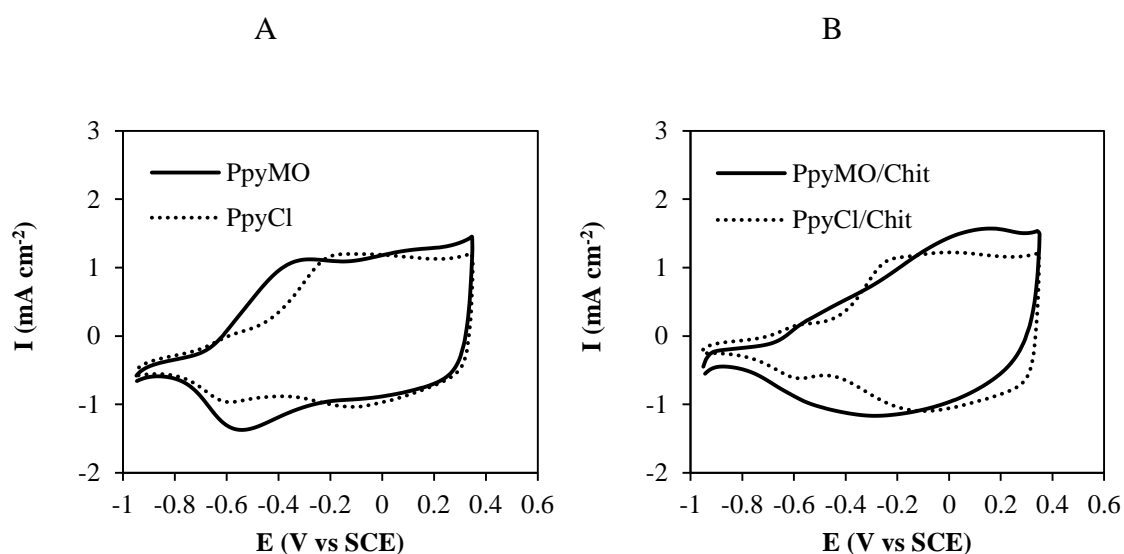 A
B
3
2
1
0
-1
-2
PpyMO
PpyCl
-1 -0.8 -0.6 -0.4 -0.2 0 0.2 0.4 0.6
E (V vs SCE)
I (mA cm-2)
3
2
1
0
-1
-2
PpyMO/Chit
PpyCl/Chit
-1 -0.8 -0.6 -0.4 -0.2 0 0.2 0.4 0.6
E (V vs SCE)
I (mA cm-2)